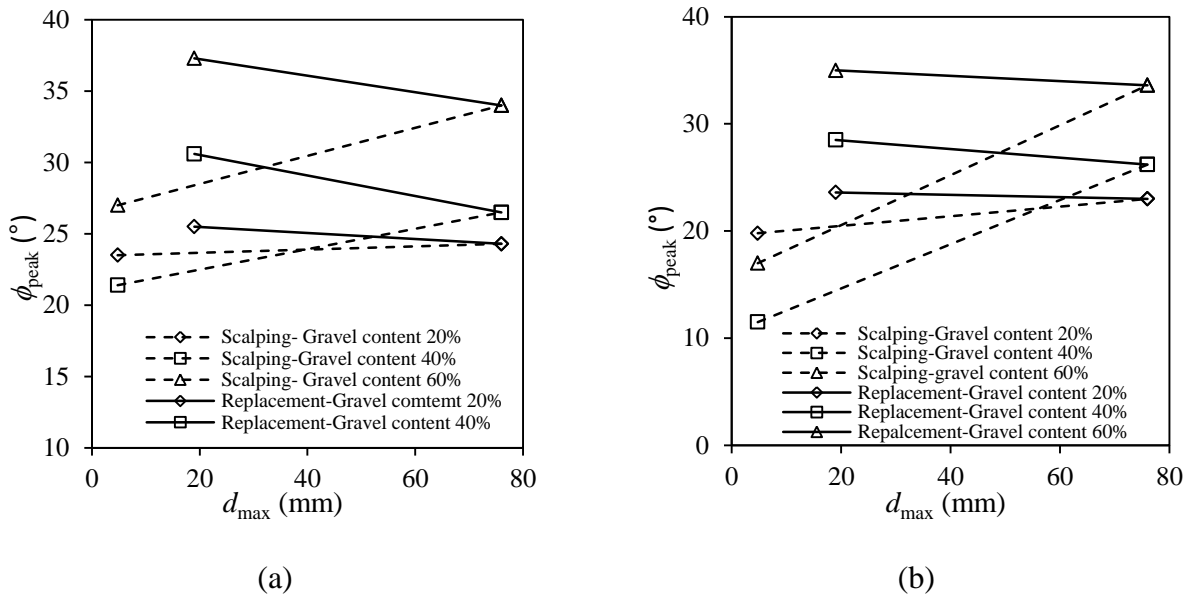 40
35
30
25
20
15
10
ϕpeak (°)
Scalping- Gravel content 20%
Scalping-Gravel content 40%
Scalping- Gravel content 60%
Replacement-Gravel comtemt 20%
Replacement-Gravel content 40%
0 20 40 60 80
dmax (mm)
(a)
40
30
20
10
0
ϕpeak (°)
Scalping-Gravel content 20%
Scalping-Gravel content 40%
Scalping-gravel content 60%
Replacement-Gravel content 20%
Replacement-Gravel content 40%
Repalcement-Gravel content 60%
0 20 40 60 80
dmax (mm)
(b)